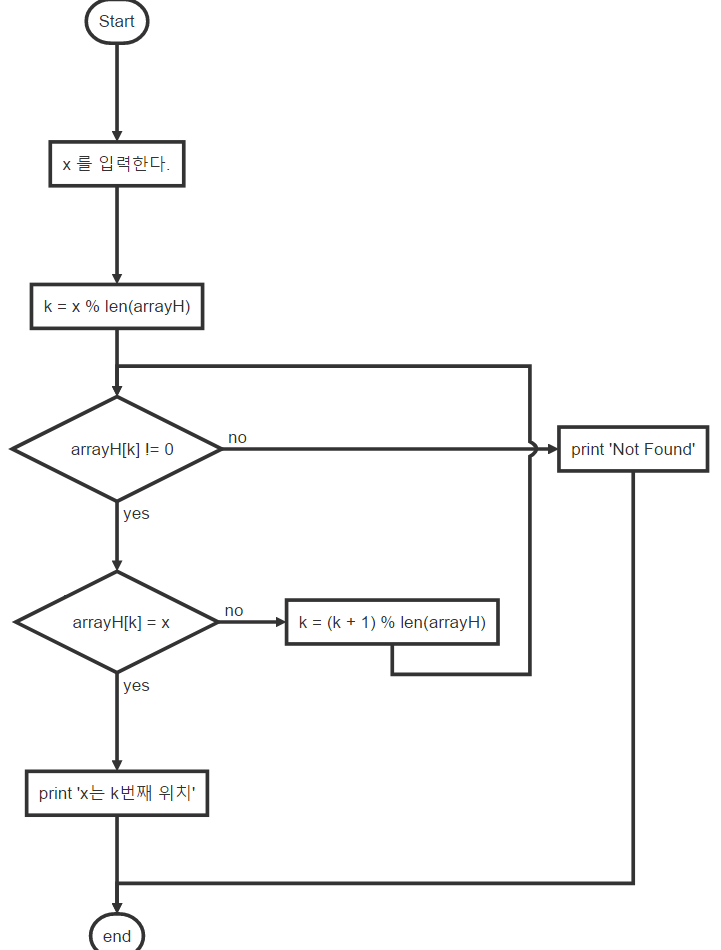 Start
x 를 입력한다.
k = x % len(arrayH)
arrayH[k] != 0
no
print 'Not Found'
yes
arrayH[k] = x
no
k = (k + 1) % len(arrayH)
yes
print 'x는 k번째 위치'
end